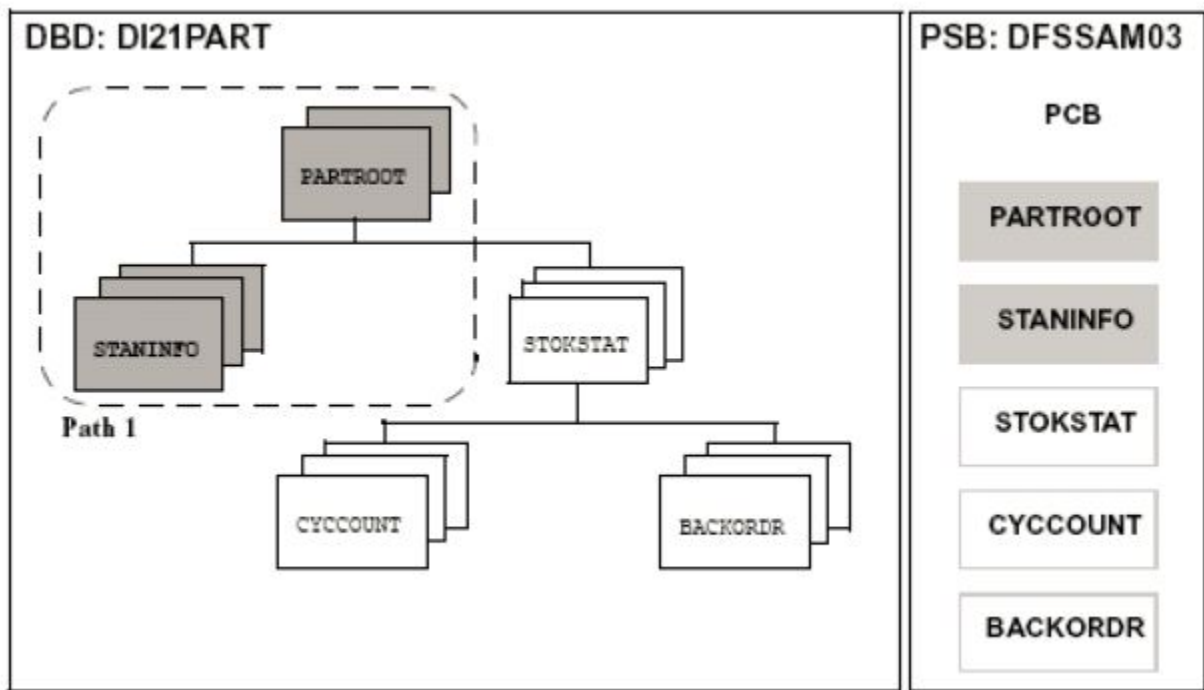 DBD: DI21PART
PARTROOT
STANINFO
STOKSTAT
Path 1
CYCCOUNT
BACKORDR
PSB: DFSSAM03
PCB
PARTROOT
STANINFO
STOKSTAT
CYCCOUNT
BACKORDR